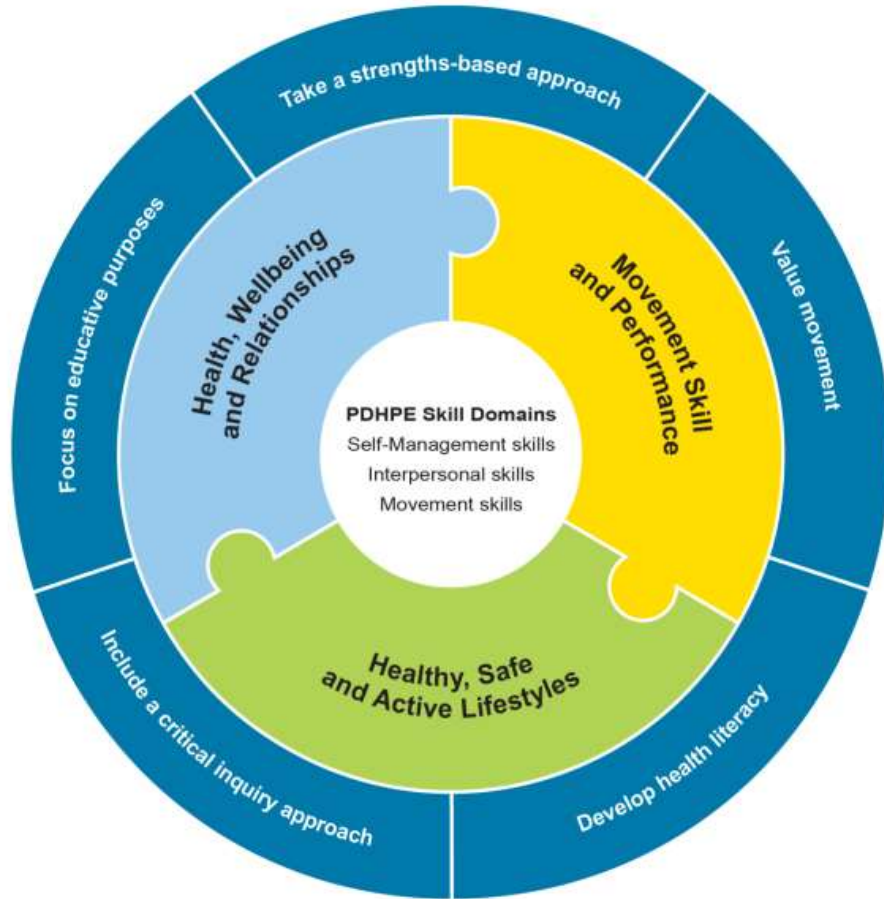 Take a strengths-based approach
Value movement
Develop health literacy
Include a critical inquiry approach
Focus on educative purposes
Health, Wellbeing
and Relationships
Movement Skill
and Performance
Healthy, Safe
and Active Lifestyles
PDHPE Skill Domains
Self-Management skills
Interpersonal skills
Movement skills